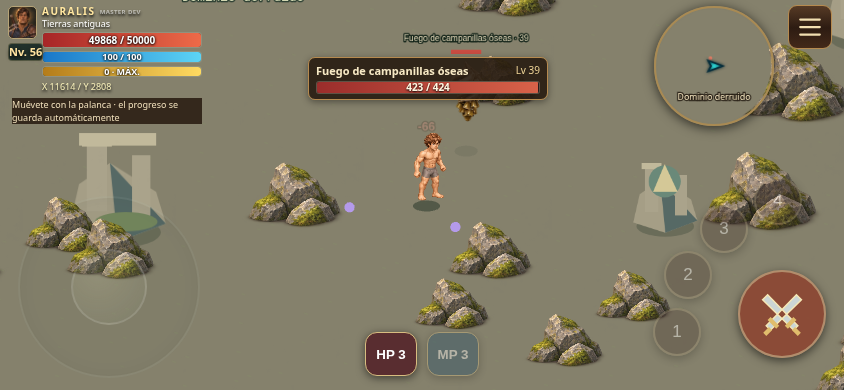 AURALIS MASTER DEV
Tierras antiguas
49868 / 50000
Nv. 56
100 / 100
0 - MAX.
X 11614 / Y 2808
Muévete con la palanca · el progreso se
guarda automáticamente
Fuego de campanillas óseas · 39
Fuego de campanillas óseas Lv 39
423 / 424
-66
Dominio derruido
3
2
1
HP 3
MP 3